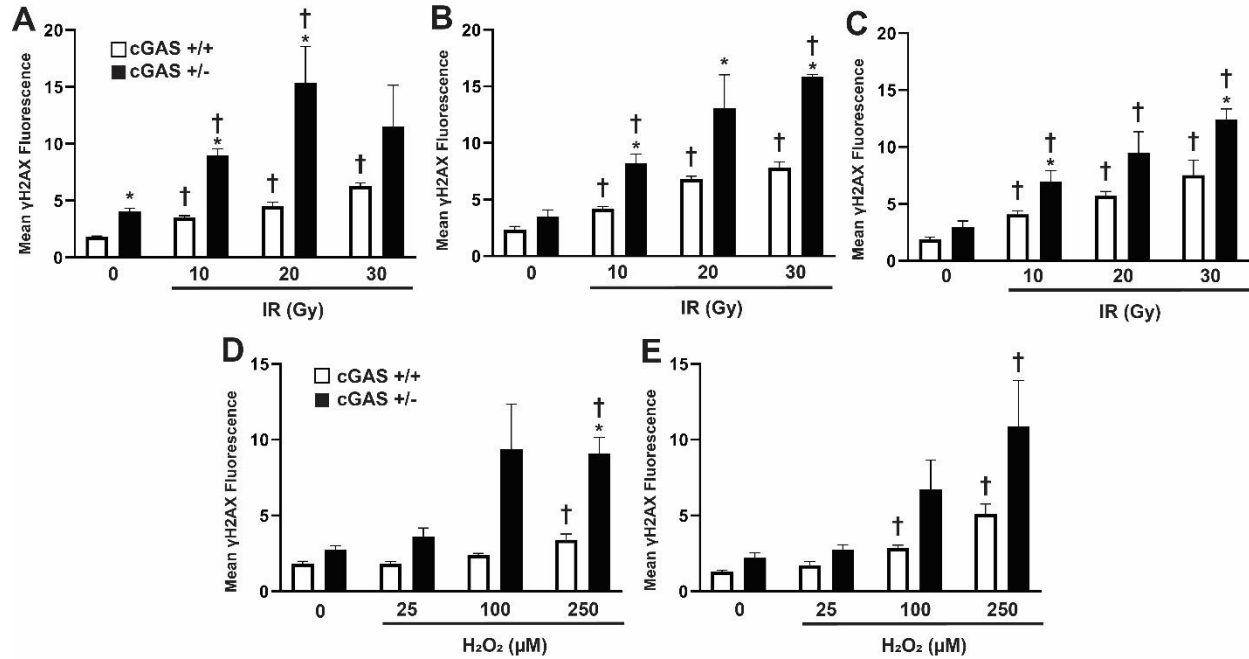 A
Mean γH2AX Fluorescence
20
15
10
5
0
cGAS +/+
cGAS +/-
*
†
†
*
†
†
*
†
0 10 20 30
IR (Gy)
B
Mean γH2AX Fluorescence
20
15
10
5
0
†
†
*
†
*
†
†
*
0 10 20 30
IR (Gy)
C
Mean γH2AX Fluorescence
20
15
10
5
0
†
†
*
†
†
†
†
*
0 10 20 30
IR (Gy)
D
Mean γH2AX Fluorescence
15
10
5
0
cGAS +/+
cGAS +/-
†
†
*
0 25 100 250
H₂O₂ (µM)
E
Mean γH2AX Fluorescence
15
10
5
0
†
†
†
0 25 100 250
H₂O₂ (µM)